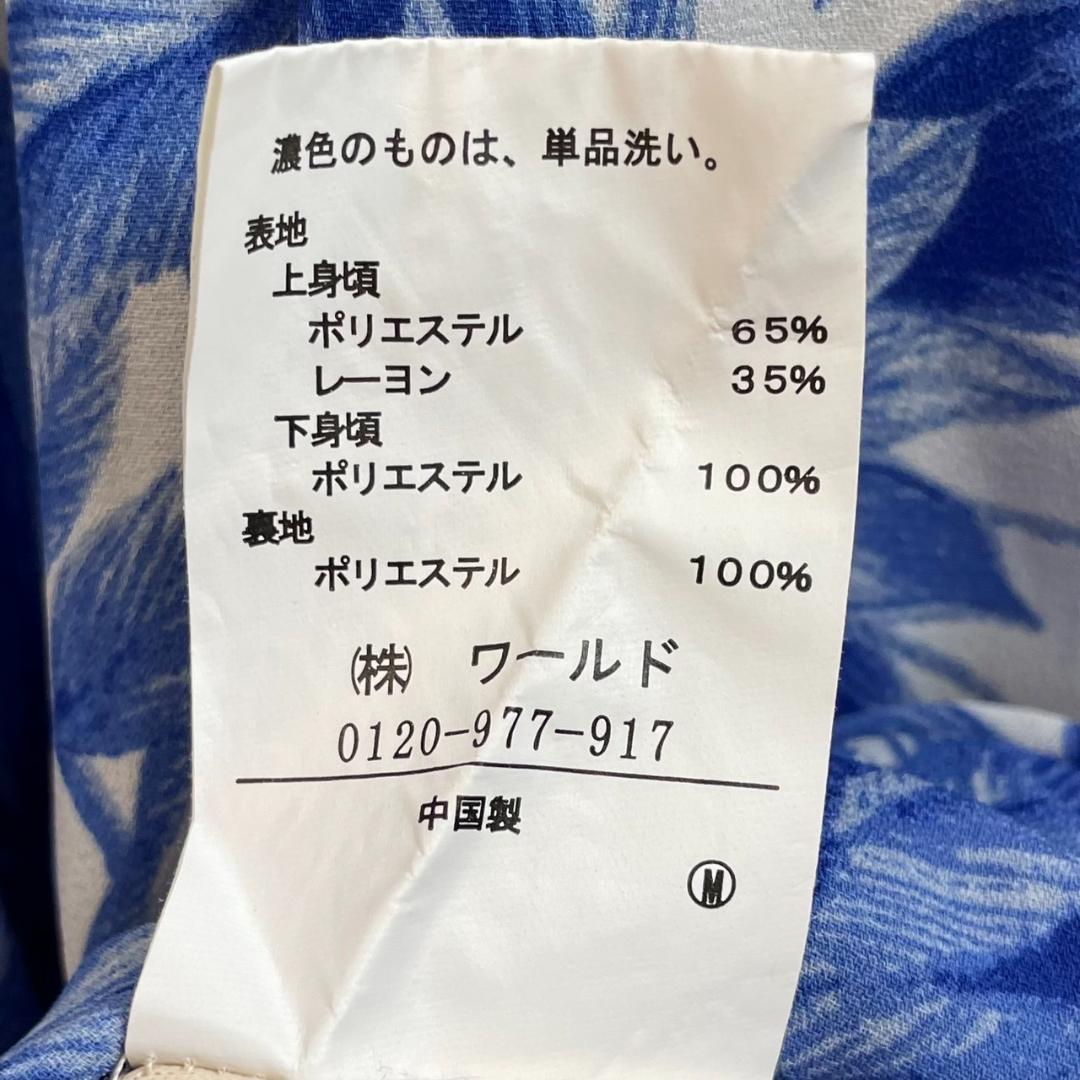 濃色のものは、単品洗い。
表地
上身頃
ポリエステル 65%
レーヨン 35%
下身頃
ポリエステル 100%
裏地
ポリエステル 100%
㈱ ワールド
0120-977-917
中国製
Ⓜ